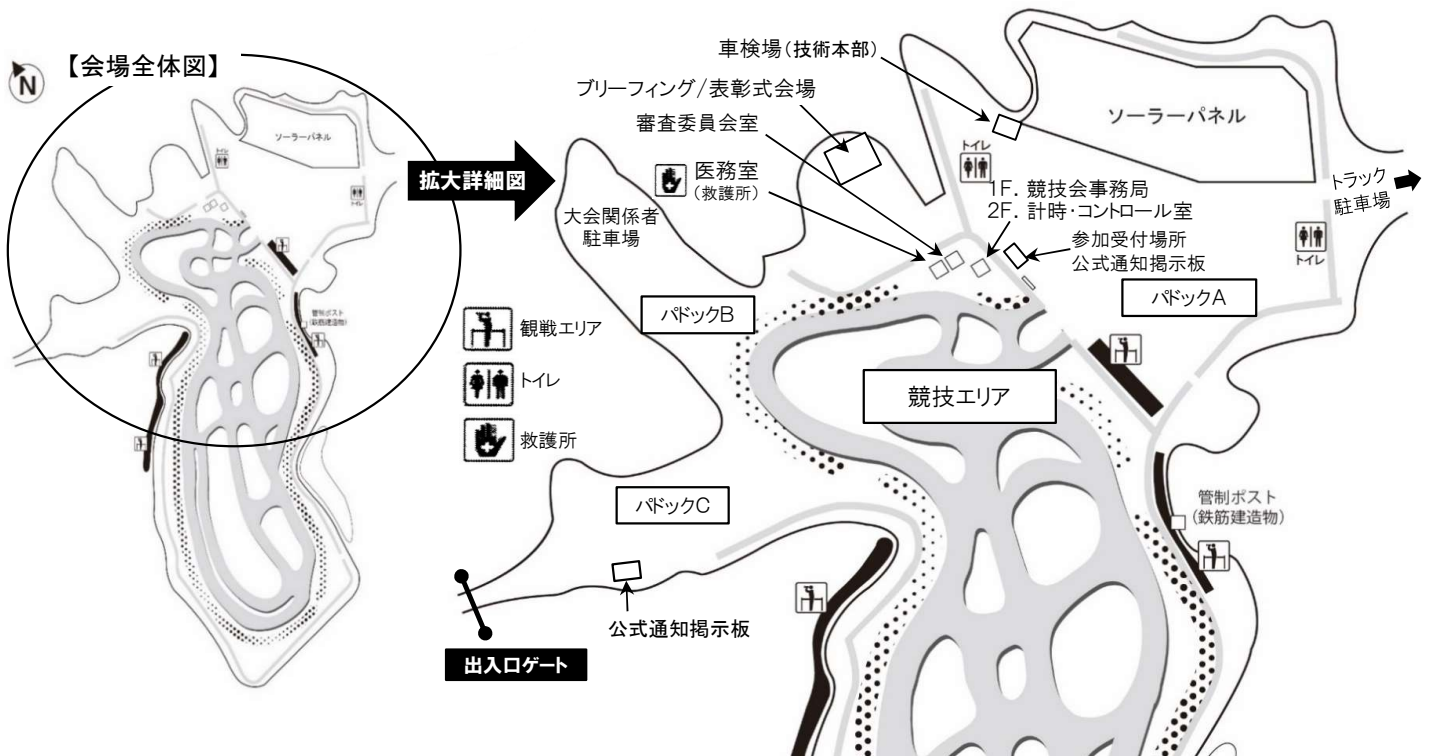 【会場全体図】
N
ソーラーパネル
トイレ
トイレ
管制ポスト
(鉄筋建造物)
拡大詳細図
車検場(技術本部)
ブリーフィング/表彰式会場
審査委員会室
医務室
(救護所)
大会関係者
駐車場
ソーラーパネル
トイレ
1F. 競技会事務局
2F. 計時・コントロール室
参加受付場所
公式通知掲示板
トラック
駐車場
トイレ
パドックA
パドックB
観戦エリア
トイレ
救護所
競技エリア
パドックC
管制ポスト
(鉄筋建造物)
公式通知掲示板
出入口ゲート